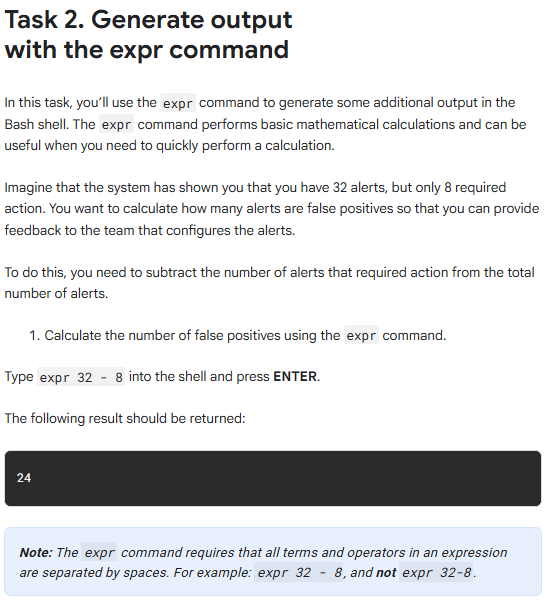 Task 2. Generate output
with the expr command
In this task, you’ll use the expr command to generate some additional output in the
Bash shell. The expr command performs basic mathematical calculations and can be
useful when you need to quickly perform a calculation.
Imagine that the system has shown you that you have 32 alerts, but only 8 required
action. You want to calculate how many alerts are false positives so that you can provide
feedback to the team that configures the alerts.
To do this, you need to subtract the number of alerts that required action from the total
number of alerts.
1. Calculate the number of false positives using the expr command.
Type expr 32 - 8 into the shell and press ENTER.
The following result should be returned:
24
Note: The expr command requires that all terms and operators in an expression
are separated by spaces. For example: expr 32 - 8, and not expr 32-8.